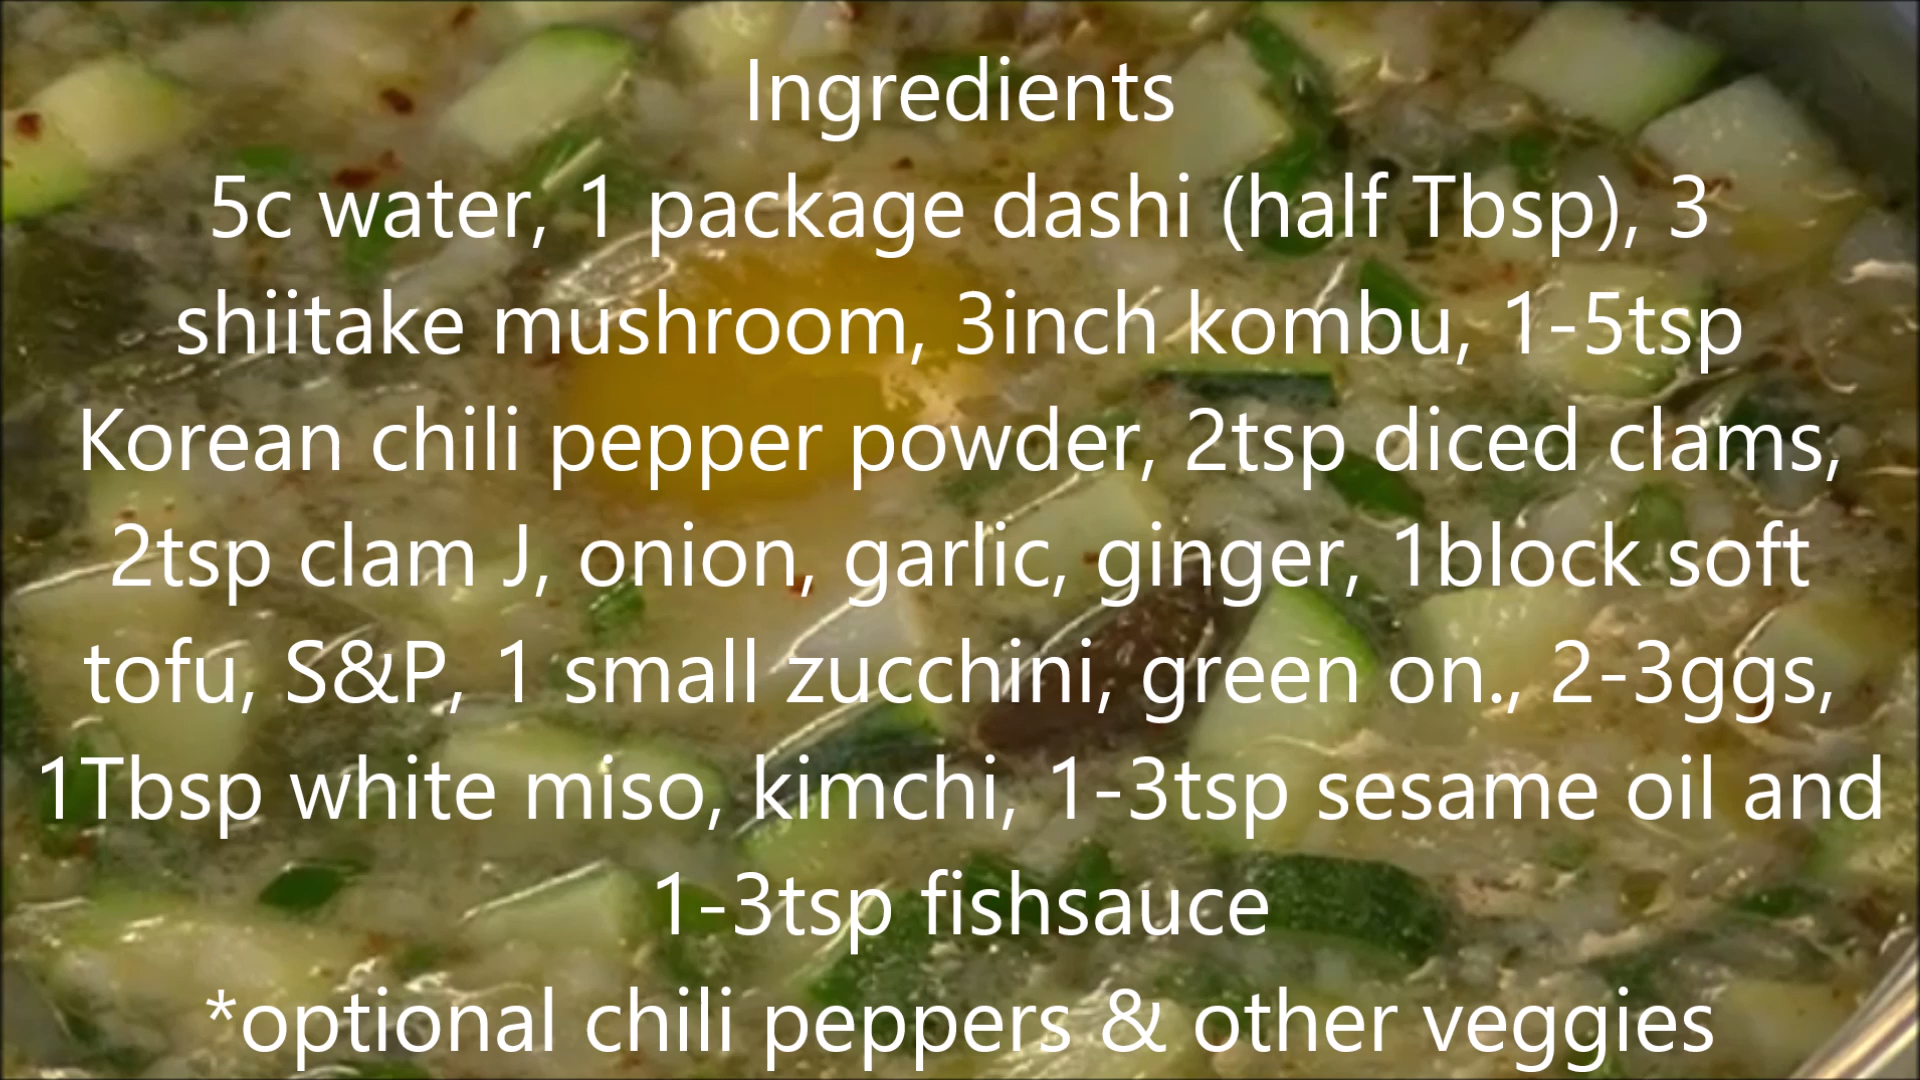 Ingredients
5c water, 1 package dashi (half Tbsp), 3
shiitake mushroom, 3inch kombu, 1-5tsp
Korean chili pepper powder, 2tsp diced clams,
2tsp clam J, onion, garlic, ginger, 1block soft
tofu, S&P, 1 small zucchini, green on., 2-3ggs,
1Tbsp white miso, kimchi, 1-3tsp sesame oil and
1-3tsp fishsauce
*optional chili peppers & other veggies